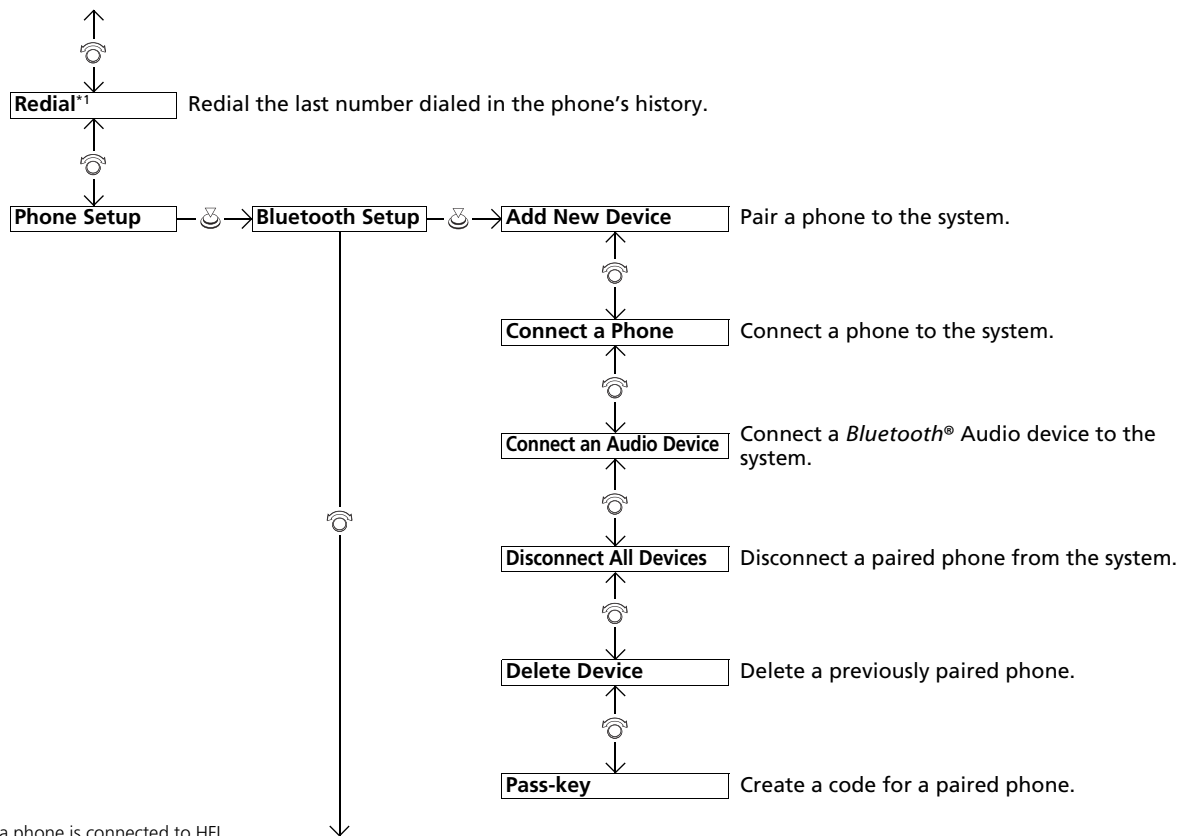 Redial*1 Redial the last number dialed in the phone's history.
Phone Setup Bluetooth Setup Add New Device Pair a phone to the system.
Connect a Phone Connect a phone to the system.
Connect an Audio Device Connect a Bluetooth® Audio device to the
system.
Disconnect All Devices Disconnect a paired phone from the system.
Delete Device Delete a previously paired phone.
Pass-key Create a code for a paired phone.
a phone is connected to HFL